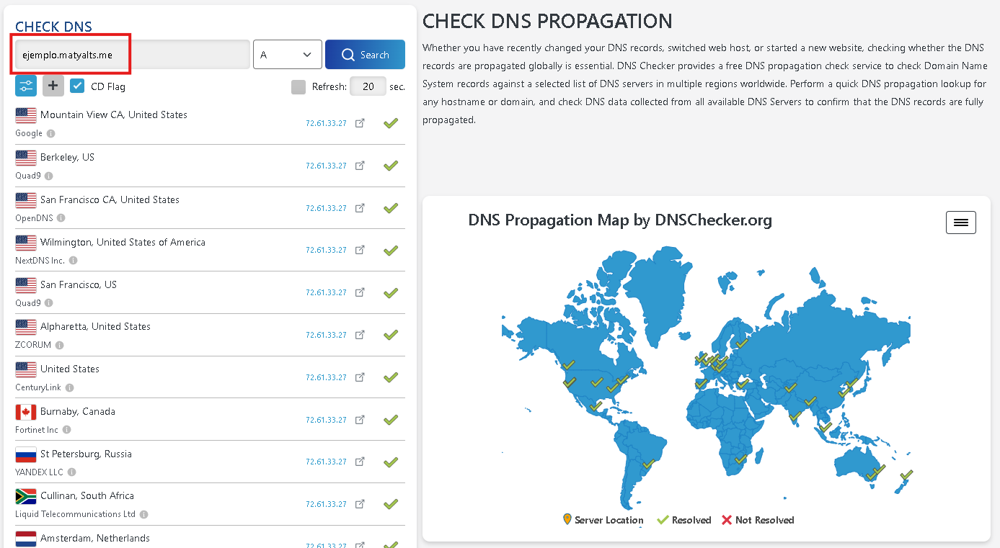 CHECK DNS
ejemplo.matyalts.me
A
Search
CD Flag
Refresh: 20 sec.
Mountain View CA, United States
Google
72.61.33.27
Berkeley, US
Quad9
72.61.33.27
San Francisco CA, United States
OpenDNS
72.61.33.27
Wilmington, United States of America
NextDNS Inc.
72.61.33.27
San Francisco, US
Quad9
72.61.33.27
Alpharetta, United States
ZCORUM
72.61.33.27
United States
CenturyLink
72.61.33.27
Burnaby, Canada
Fortinet Inc
72.61.33.27
St Petersburg, Russia
YANDEX LLC
72.61.33.27
Cullinan, South Africa
Liquid Telecommunications Ltd
72.61.33.27
Amsterdam, Netherlands
72.61.33.27
CHECK DNS PROPAGATION
Whether you have recently changed your DNS records, switched web host, or started a new website, checking whether the DNS
records are propagated globally is essential. DNS Checker provides a free DNS propagation check service to check Domain Name
System records against a selected list of DNS servers in multiple regions worldwide. Perform a quick DNS propagation lookup for
any hostname or domain, and check DNS data collected from all available DNS Servers to confirm that the DNS records are fully
propagated.
DNS Propagation Map by DNSChecker.org
Server Location
Resolved
Not Resolved